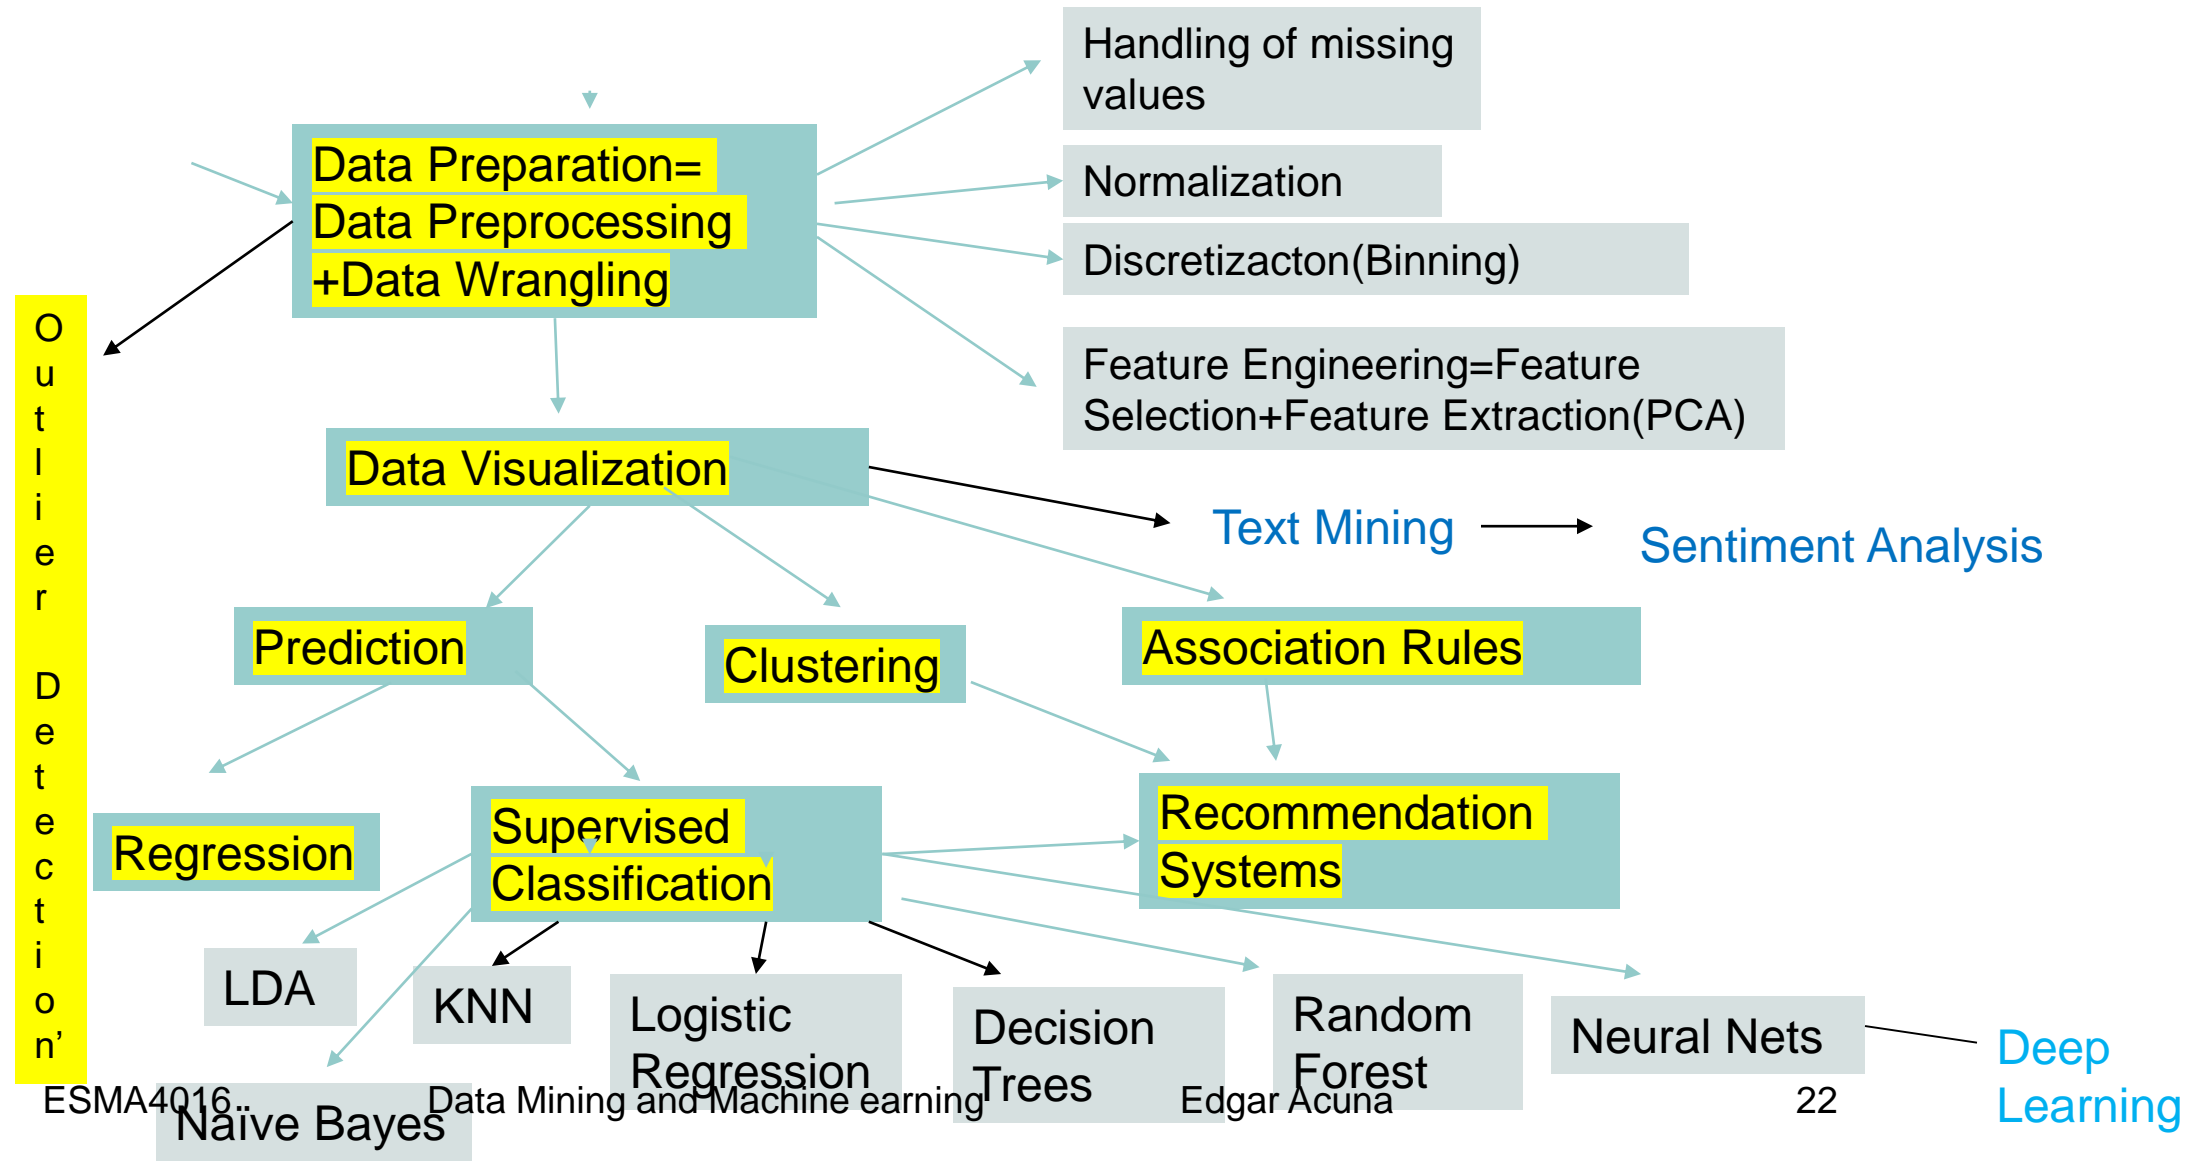 Handling of missing
values
Data Preparation=
Data Preprocessing
+Data Wrangling
Normalization
Discretizacton(Binning)
Feature Engineering=Feature
Selection+Feature Extraction(PCA)
O
u
t
l
i
e
r
D
e
t
e
c
t
i
o
n’
Data Visualization
Text Mining
Sentiment Analysis
Prediction
Clustering
Association Rules
Regression
Supervised
Classification
Recommendation
Systems
LDA
KNN
Logistic
Regression
Decision
Trees
Random
Forest
Neural Nets
Deep
Learning
Naïve Bayes
ESMA4016 Data Mining and Machine earning Edgar Acuna 22